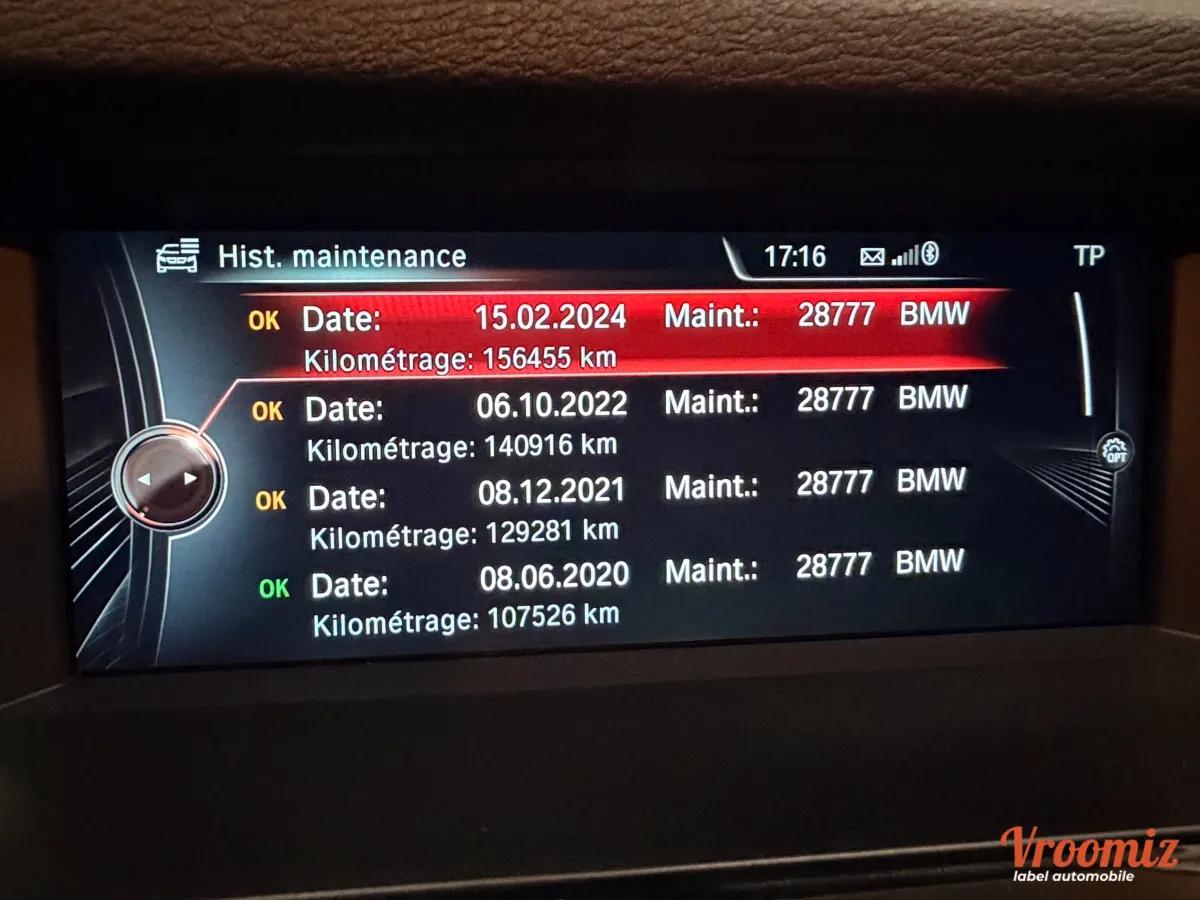 Hist. maintenance 17:16 TP
OK Date: 15.02.2024 Maint.: 28777 BMW
Kilométrage: 156455 km
OK Date: 06.10.2022 Maint.: 28777 BMW
Kilométrage: 140916 km
OK Date: 08.12.2021 Maint.: 28777 BMW
Kilométrage: 129281 km
OPT
OK Date: 08.06.2020 Maint.: 28777 BMW
Kilométrage: 107526 km
Vroomiz
label automobile